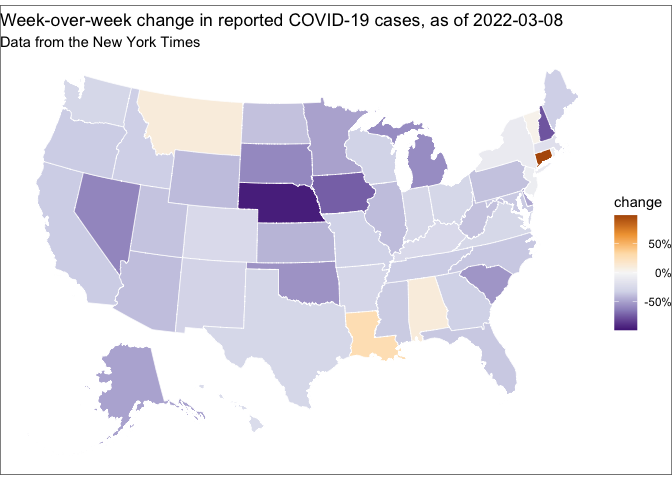 Week-over-week change in reported COVID-19 cases, as of 2022-03-08
Data from the New York Times
change
50%
0%
-50%